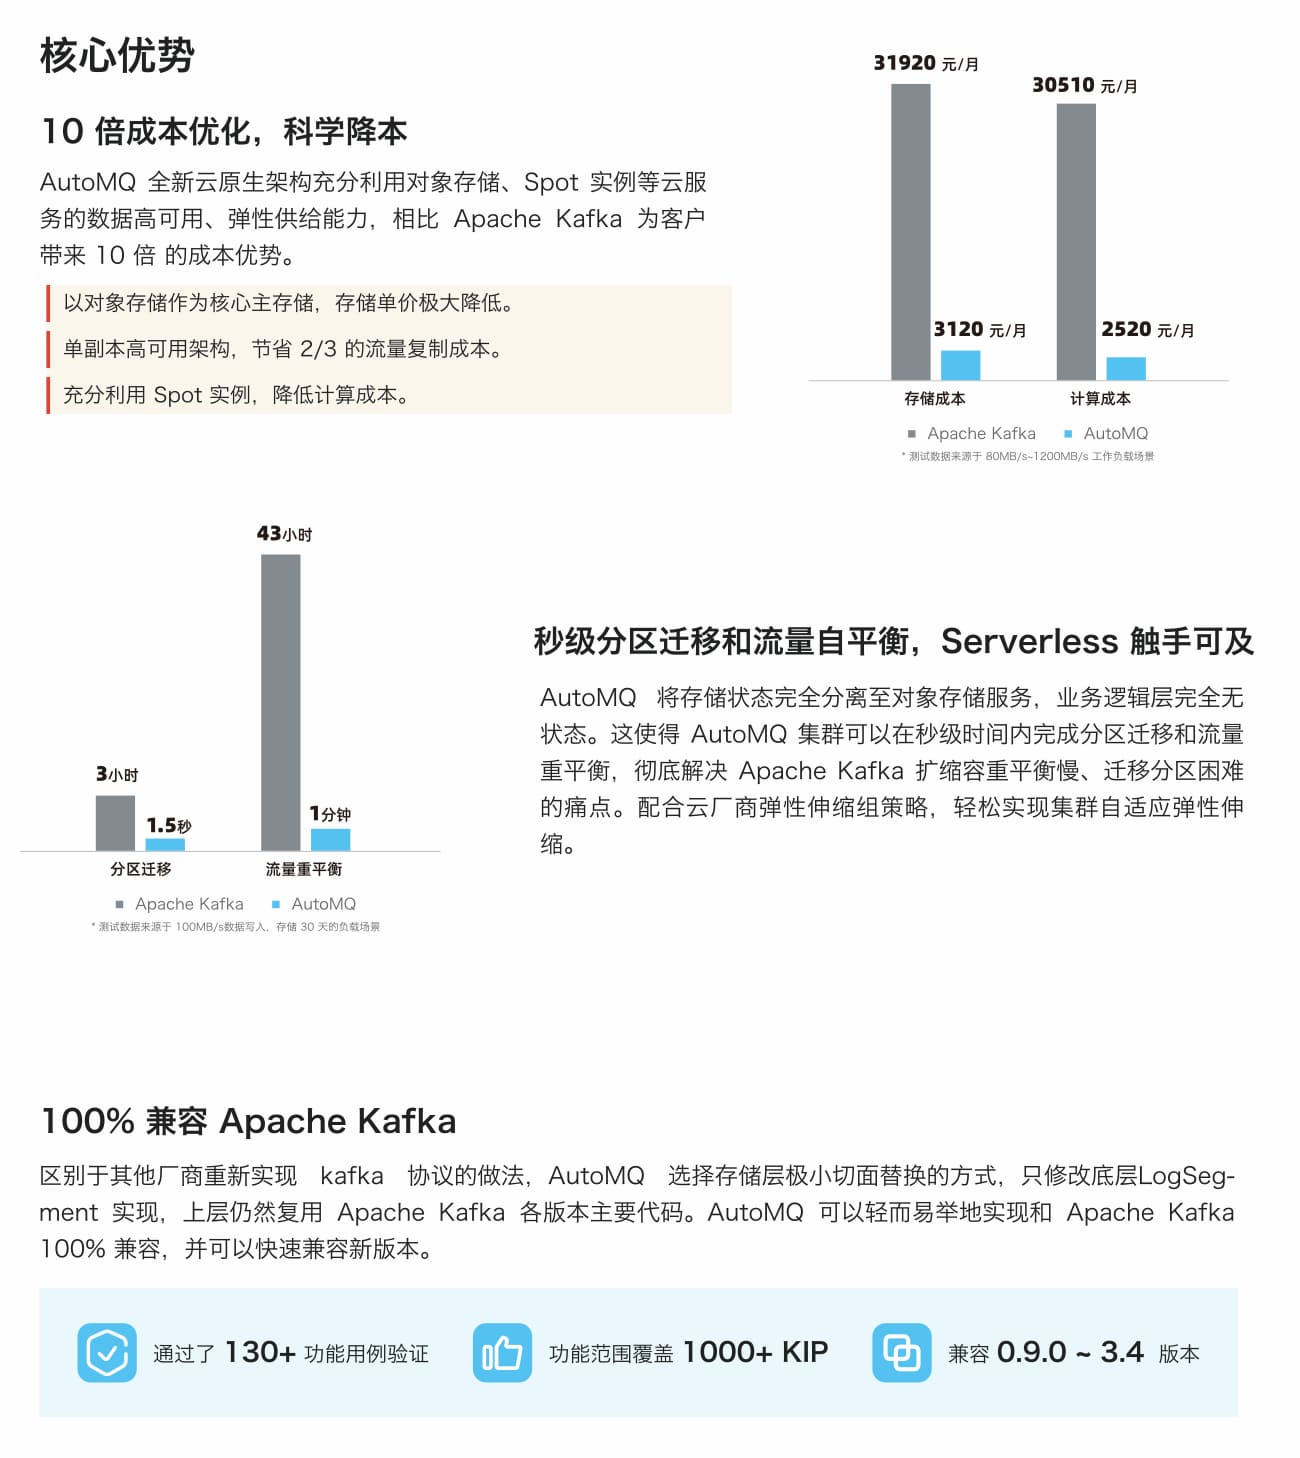 核心优势
10 倍成本优化，科学降本
AutoMQ 全新云原生架构充分利用对象存储、Spot 实例等云服
务的数据高可用、弹性供给能力，相比 Apache Kafka 为客户
带来 10 倍 的成本优势。
以对象存储作为核心主存储，存储单价极大降低。
单副本高可用架构，节省 2/3 的流量复制成本。
充分利用 Spot 实例，降低计算成本。
31920 元/月
30510 元/月
3120 元/月
2520 元/月
存储成本
计算成本
Apache Kafka
AutoMQ
* 测试数据来源于 80MB/s~1200MB/s 工作负载场景
43小时
3小时
1.5秒
1分钟
分区迁移
流量重平衡
Apache Kafka
AutoMQ
* 测试数据来源于 100MB/s数据写入，存储 30 天的负载场景
秒级分区迁移和流量自平衡，Serverless 触手可及
AutoMQ 将存储状态完全分离至对象存储服务，业务逻辑层完全无
状态。这使得 AutoMQ 集群可以在秒级时间内完成分区迁移和流量
重平衡，彻底解决 Apache Kafka 扩缩容重平衡慢、迁移分区困难
的痛点。配合云厂商弹性伸缩组策略，轻松实现集群自适应弹性伸
缩。
100% 兼容 Apache Kafka
区别于其他厂商重新实现 kafka 协议的做法，AutoMQ 选择存储层极小切面替换的方式，只修改底层LogSeg-
ment 实现，上层仍然复用 Apache Kafka 各版本主要代码。AutoMQ 可以轻而易举地实现和 Apache Kafka
100% 兼容，并可以快速兼容新版本。
通过了 130+ 功能用例验证
功能范围覆盖 1000+ KIP
兼容 0.9.0 ~ 3.4 版本